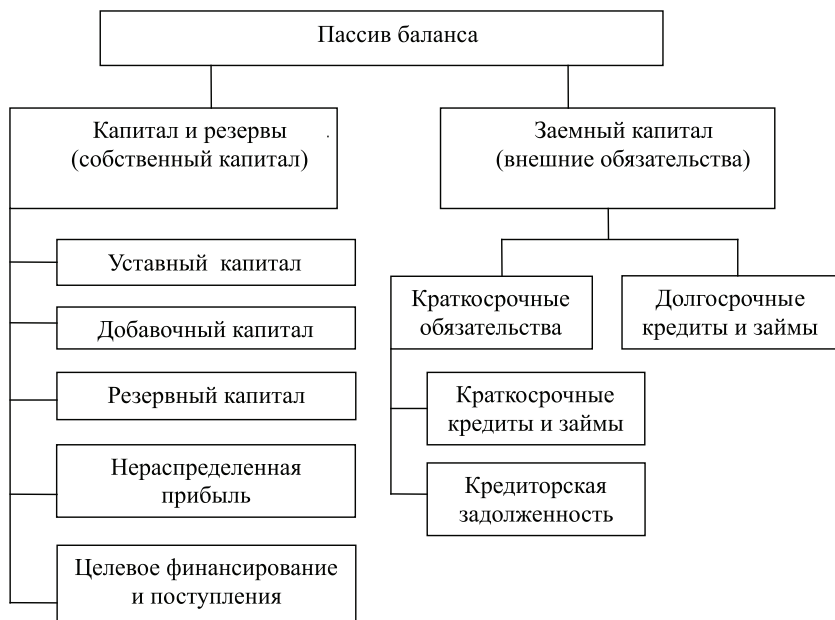 Пассив баланса
Капитал и резервы
(собственный капитал)
Заемный капитал
(внешние обязательства)
Уставный капитал
Добавочный капитал
Резервный капитал
Нераспределенная
прибыль
Целевое финансирование
и поступления
Краткосрочные
обязательства
Долгосрочные
кредиты и займы
Краткосрочные
кредиты и займы
Кредиторская
задолженность